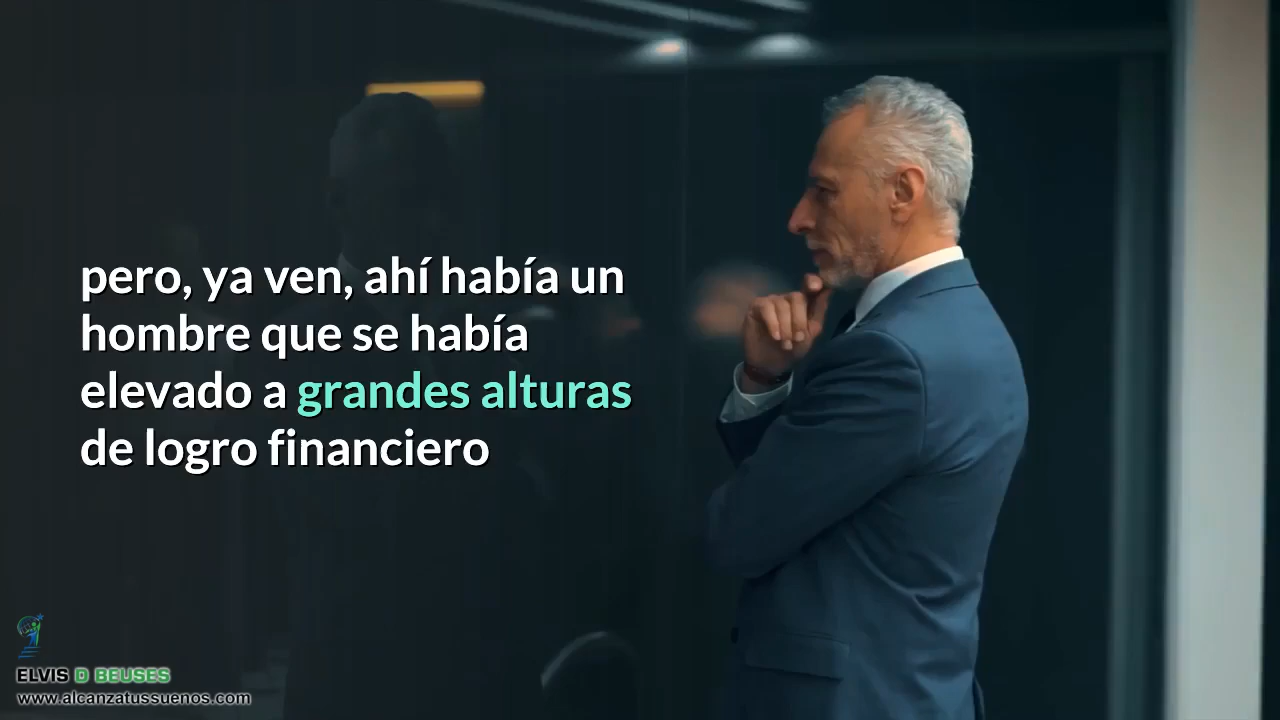 pero, ya ven, ahí había un
hombre que se había
elevado a grandes alturas
de logro financiero
ELVIS D BEUSES
www.alcanzatussuenos.com